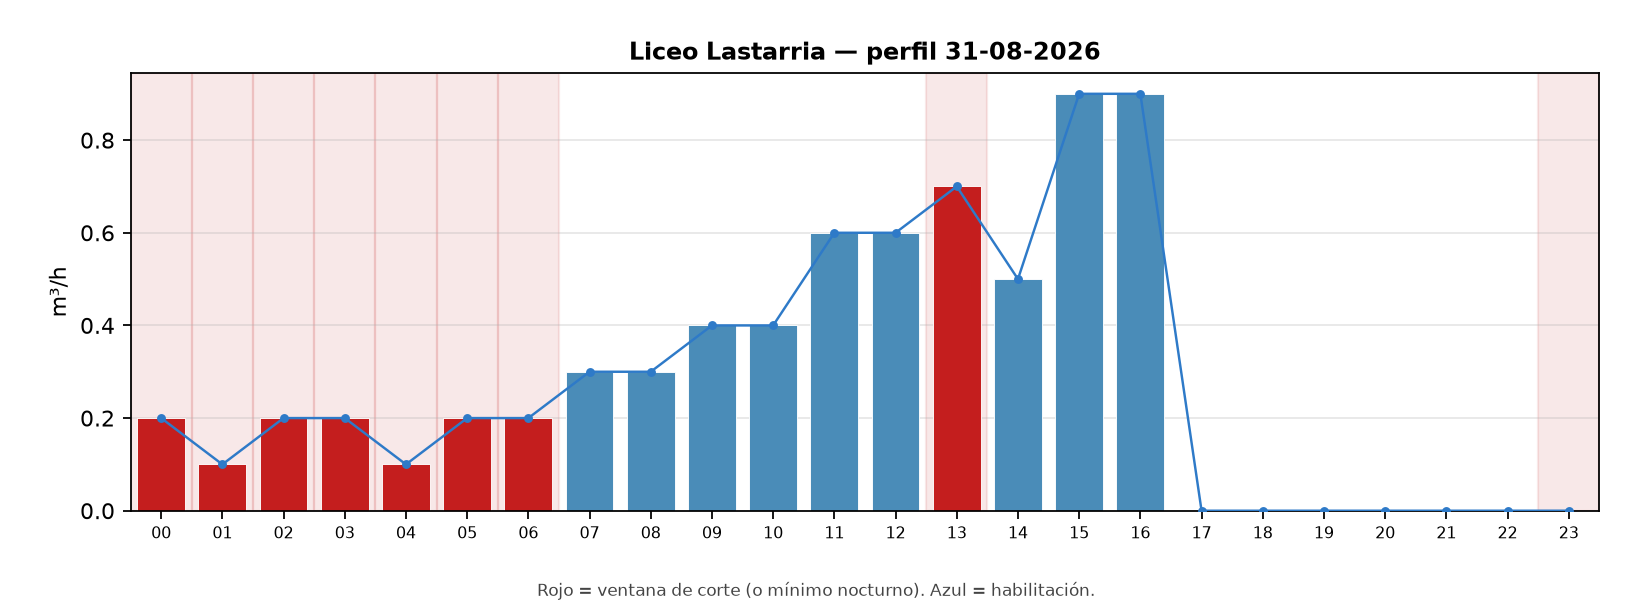 Liceo Lastarria — perfil 31-08-2026
m³/h
0.8
0.6
0.4
0.2
0.0
00 01 02 03 04 05 06 07 08 09 10 11 12 13 14 15 16 17 18 19 20 21 22 23
Rojo = ventana de corte (o mínimo nocturno). Azul = habilitación.